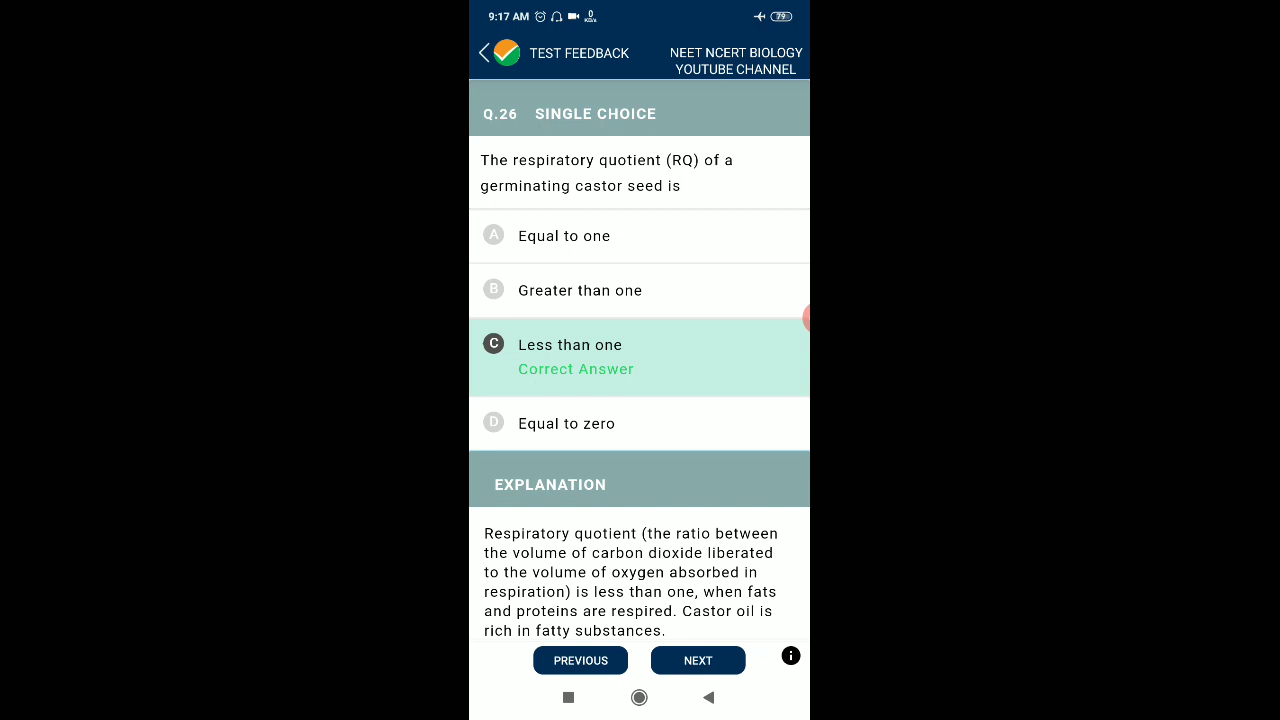 9:17 AM 0 KB/s 79
TEST FEEDBACK
NEET NCERT BIOLOGY
YOUTUBE CHANNEL
Q.26 SINGLE CHOICE
The respiratory quotient (RQ) of a
germinating castor seed is
A Equal to one
B Greater than one
C Less than one
Correct Answer
D Equal to zero
EXPLANATION
Respiratory quotient (the ratio between
the volume of carbon dioxide liberated
to the volume of oxygen absorbed in
respiration) is less than one, when fats
and proteins are respired. Castor oil is
rich in fatty substances.
PREVIOUS NEXT